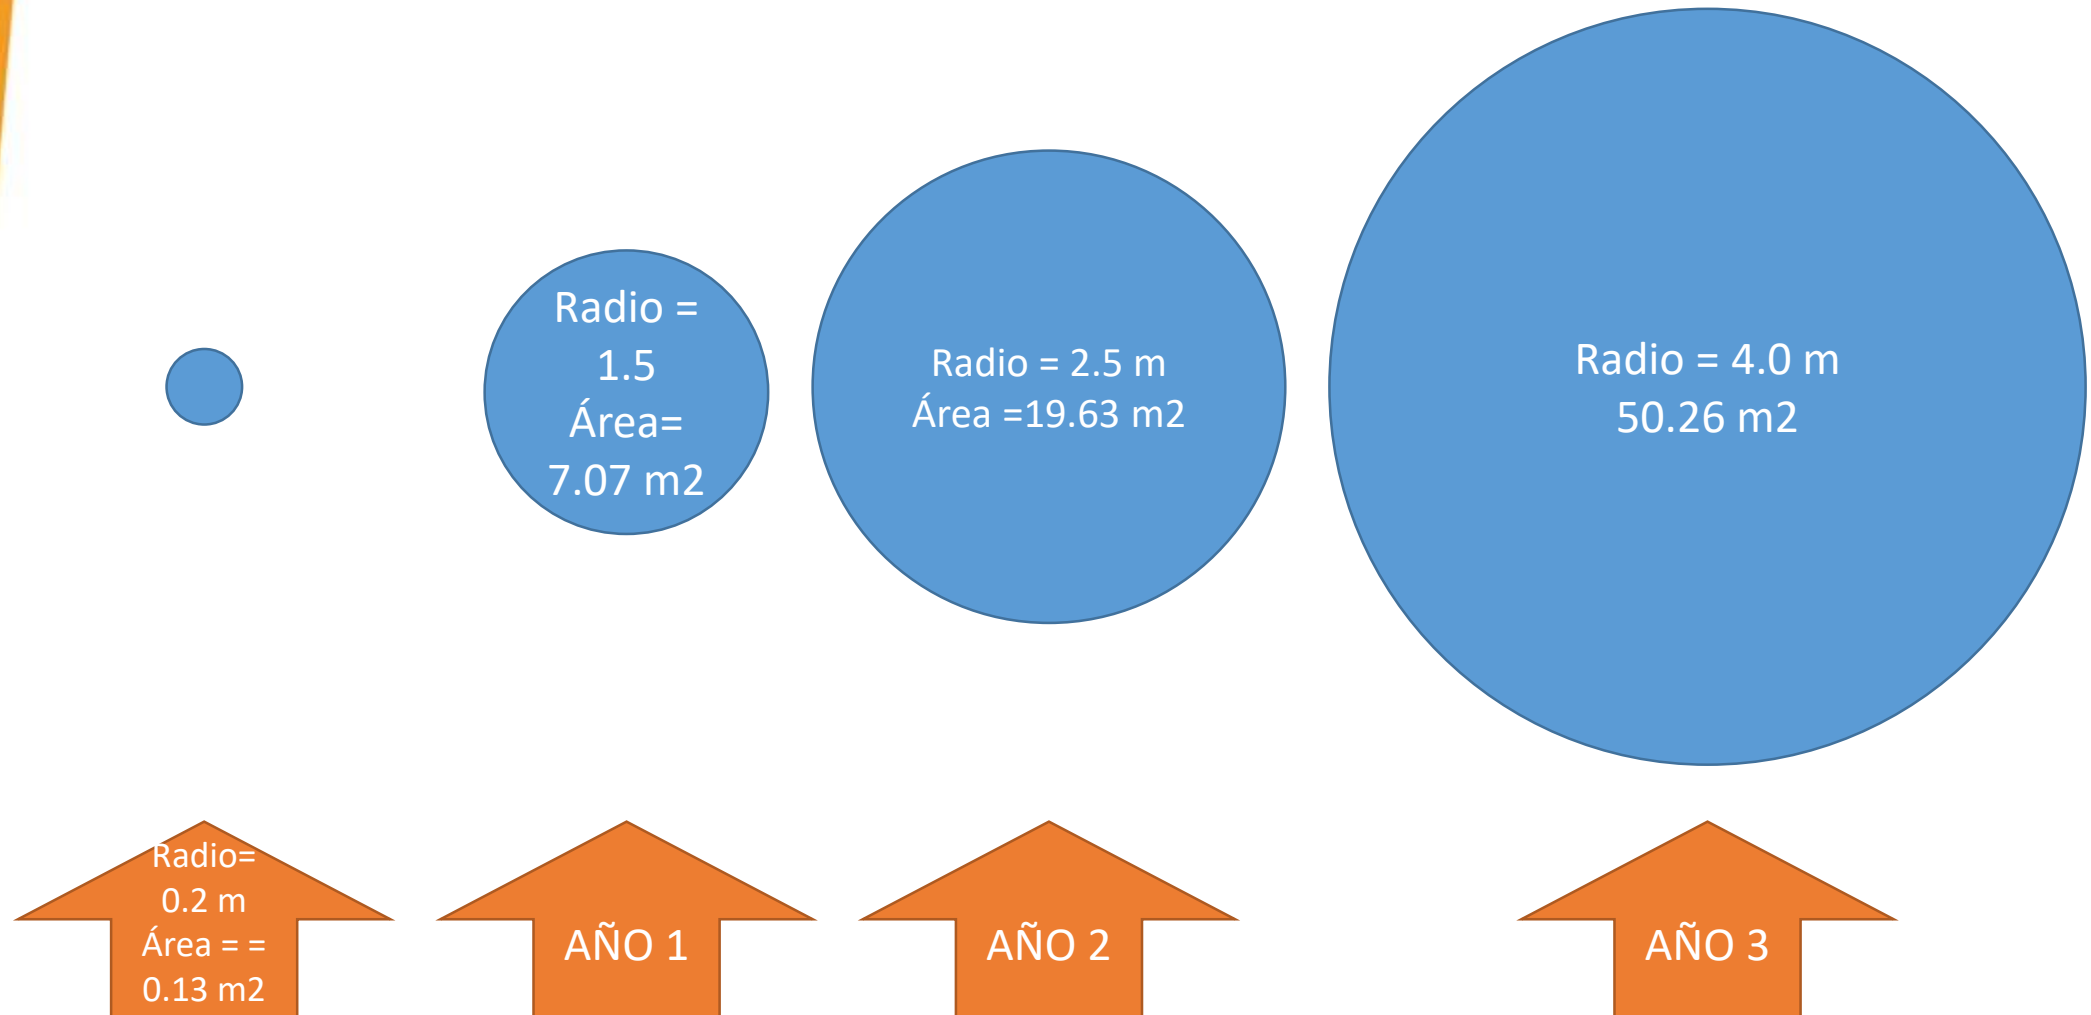 Radio =
1.5
Área=
7.07 m2
Radio = 2.5 m
Área =19.63 m2
Radio = 4.0 m
50.26 m2
Radio=
0.2 m
Área = =
0.13 m2
AÑO 1
AÑO 2
AÑO 3